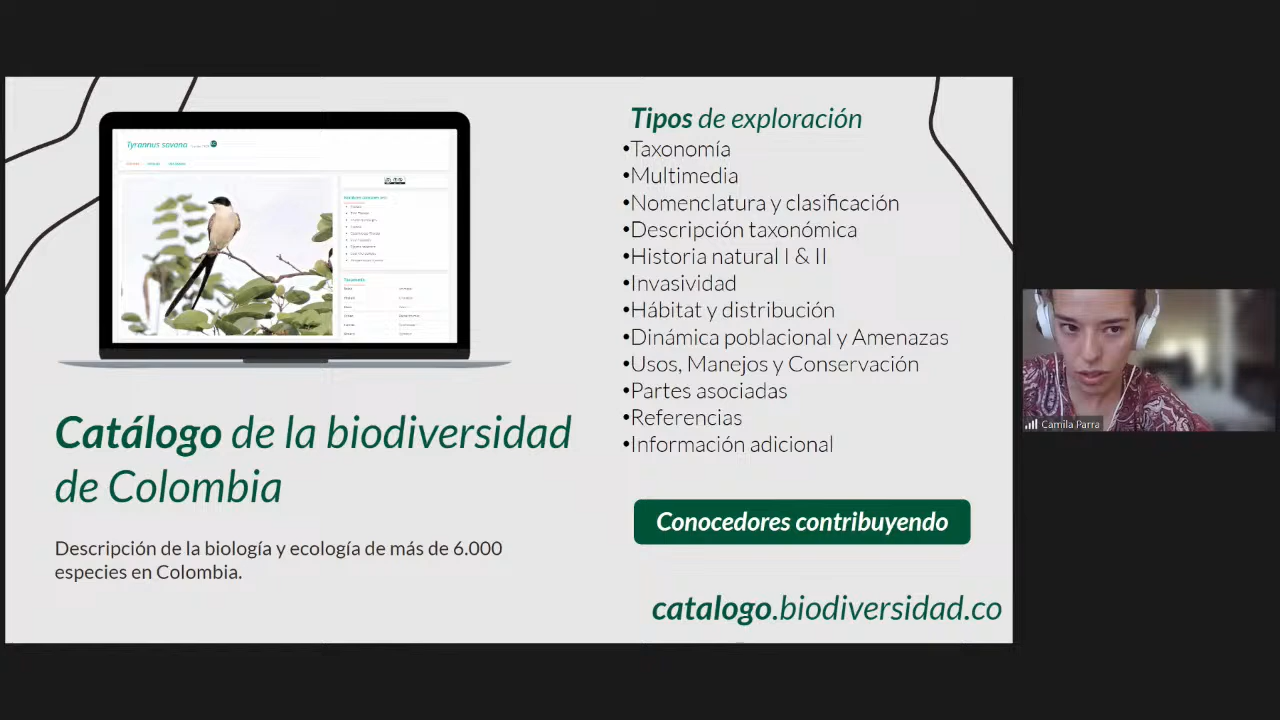 Tyrannus savana
Catálogo de la biodiversidad
de Colombia
Descripción de la biología y ecología de más de 6.000
especies en Colombia.
Tipos de exploración
•Taxonomía
•Multimedia
•Nomenclatura y clasificación
•Descripción taxonómica
•Historia natural I & II
•Invasividad
•Hábitat y distribución
•Dinámica poblacional y Amenazas
•Usos, Manejos y Conservación
•Partes asociadas
•Referencias
•Información adicional
Conocedores contribuyendo
catalogo.biodiversidad.co
Camila Parra